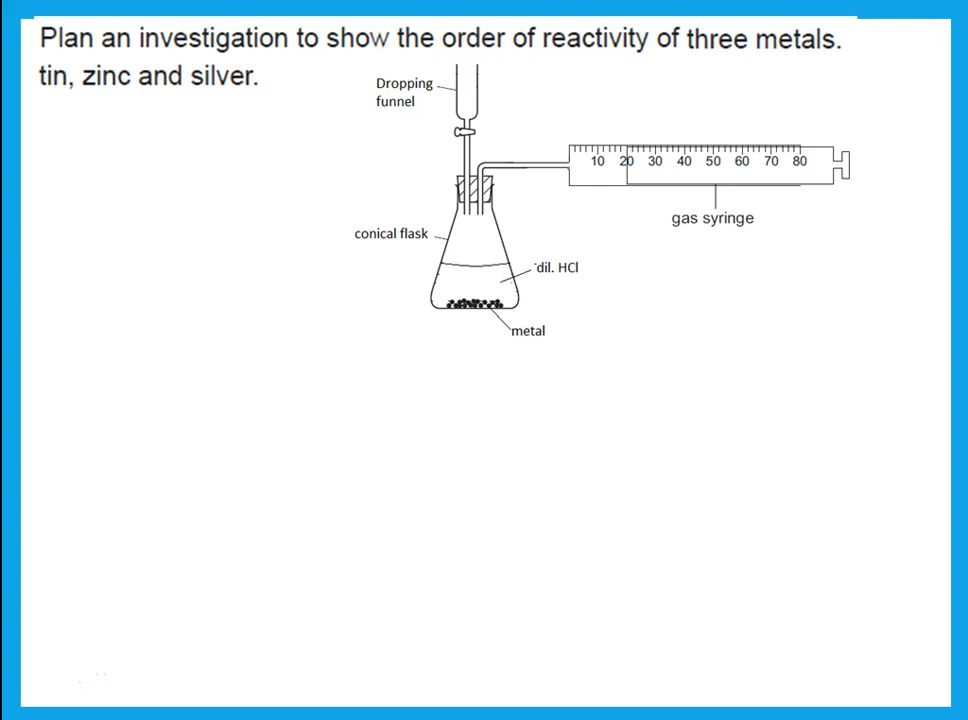 Plan an investigation to show the order of reactivity of three metals.
tin, zinc and silver.
Dropping
funnel
10 20 30 40 50 60 70 80
gas syringe
conical flask
dil. HCl
metal